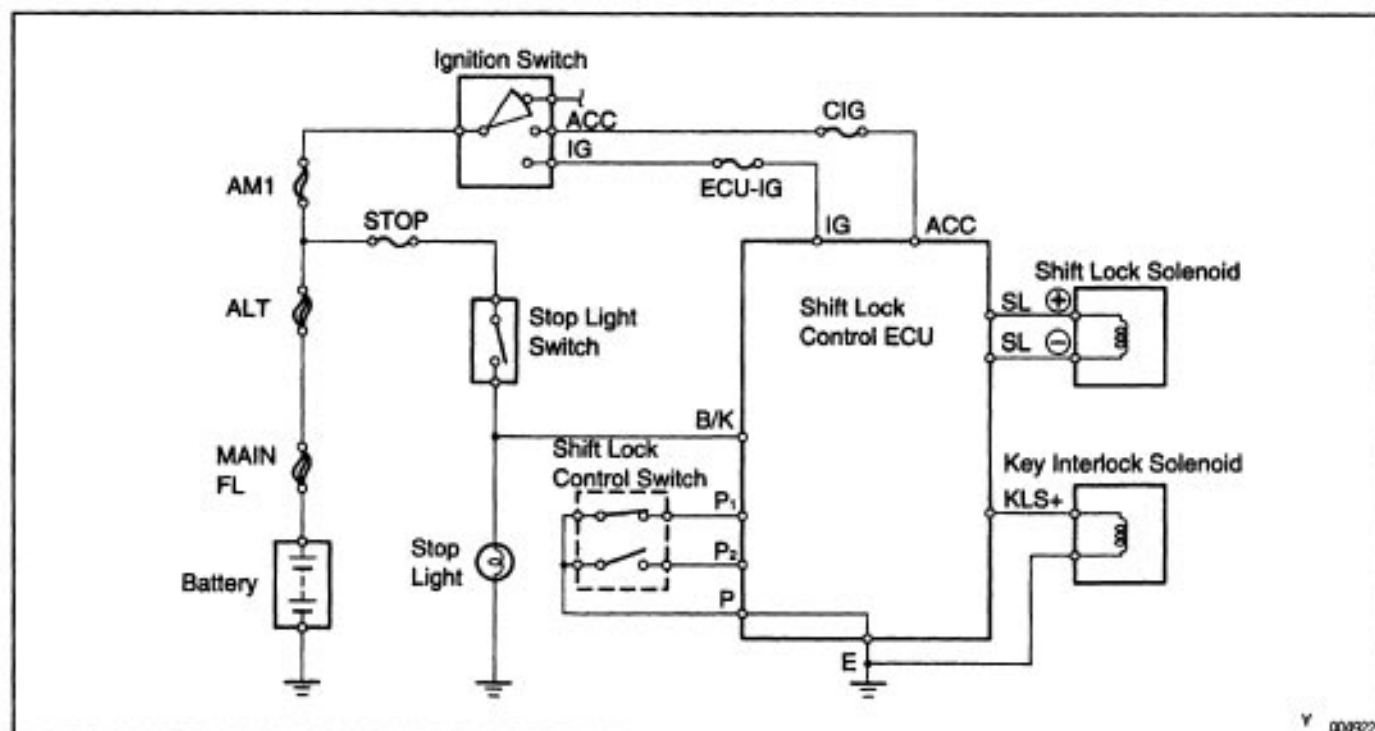 Ignition Switch
ACC
IG
CIG
ECU-IG
AM1
STOP
IG
ACC
ALT
Stop Light
Switch
Shift Lock
Control ECU
Shift Lock Solenoid
SL +
SL −
MAIN
FL
B/K
Shift Lock
Control Switch
Key Interlock Solenoid
KLS+
P₁
P₂
P
Battery
Stop
Light
E